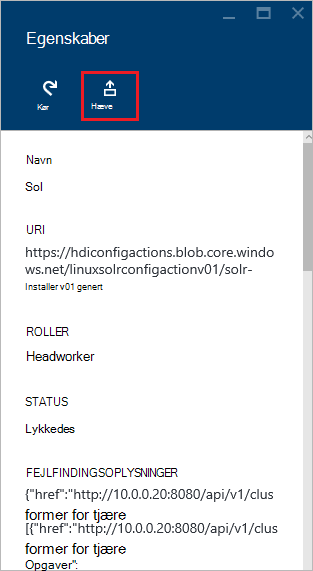 Egenskaber
Kør
Hæve
Navn
Sol
URI
https://hdiconfigactions.blob.core.windo
ws.net/linuxsolrconfigactionv01/solr-
Installer v01 genert
ROLLER
Headworker
STATUS
Lykkedes
FEJLFINDINGSOPLYSNINGER
{"href":"http://10.0.0.20:8080/api/v1/clus
former for tjære
[{"href":"http://10.0.0.20:8080/api/v1/clus
former for tjære
Opgaver":